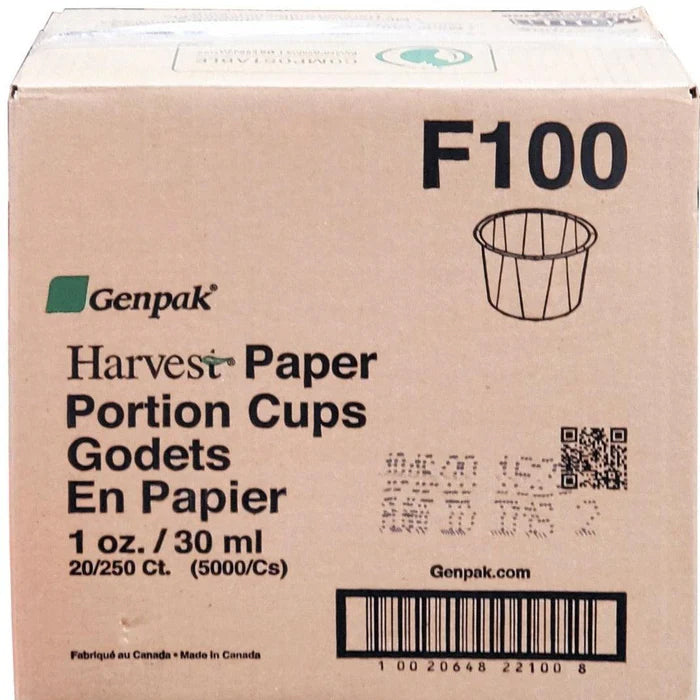 COMPOSTABLE
F100
Genpak®
Harvest Paper
Portion Cups
Godets
En Papier
1 oz. / 30 ml
20/250 Ct. (5000/Cs)
Genpak.com
Fabriqué au Canada • Made In Canada
1 00 20648 22100 8